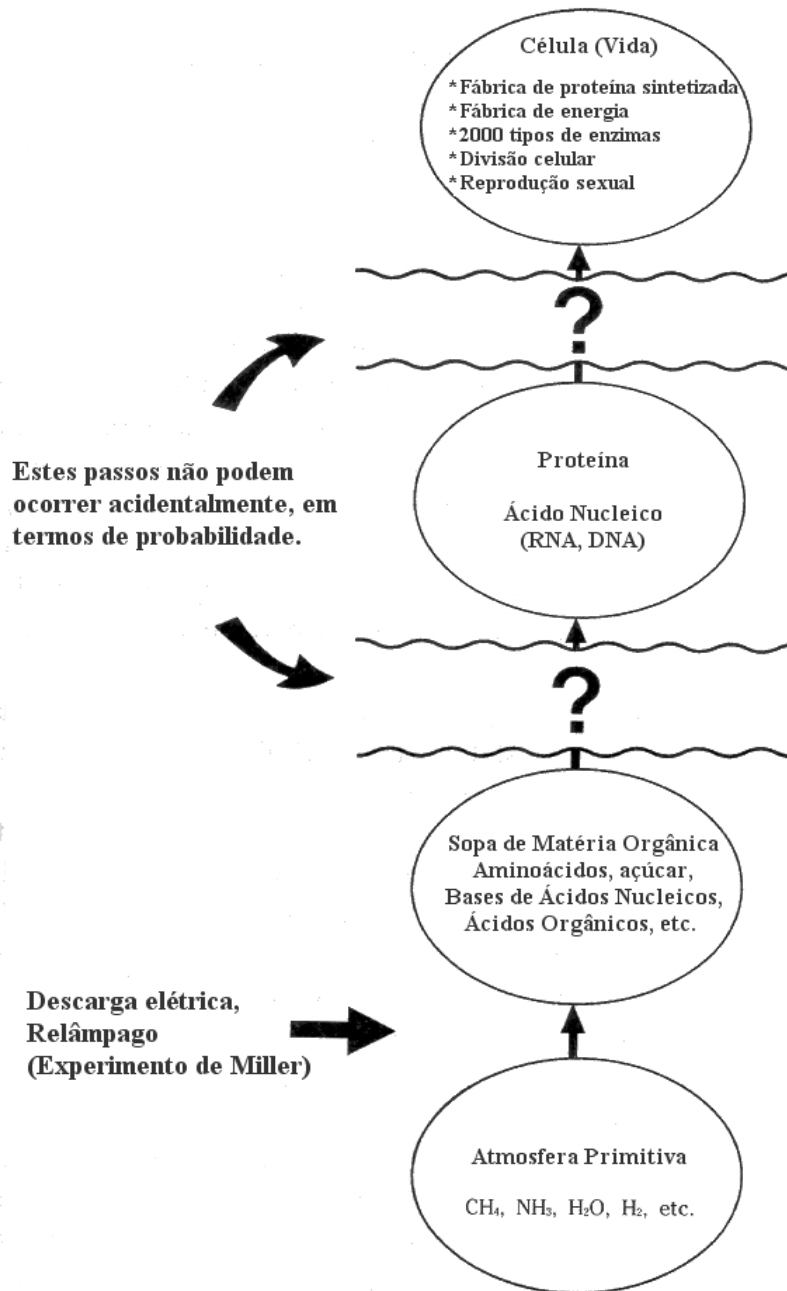 Célula (Vida)
*Fábrica de proteína sintetizada
*Fábrica de energia
*2000 tipos de enzimas
*Divisão celular
*Reprodução sexual
?
Proteína
Ácido Nucleico
(RNA, DNA)
Estes passos não podem
ocorrer acidentalmente, em
termos de probabilidade.
?
Sopa de Matéria Orgânica
Aminoácidos, açúcar,
Bases de Ácidos Nucleicos,
Ácidos Orgânicos, etc.
Descarga elétrica,
Relâmpago
(Experimento de Miller)
Atmosfera Primitiva
CH₄, NH₃, H₂O, H₂, etc.